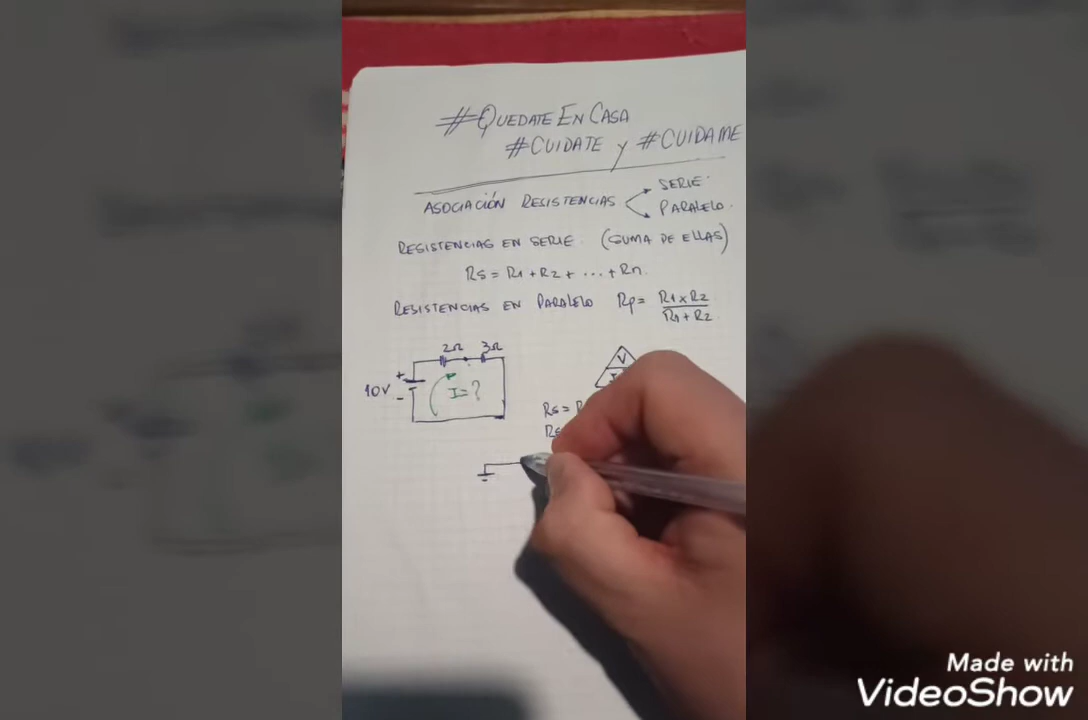 #QUEDATEENCASA
#CUIDATE y #CUIDAME
ASOCIACIÓN RESISTENCIAS
SERIE.
PARALELO.
RESISTENCIAS EN SERIE. (SUMA DE ELLAS)
Rs = R1 + R2 + ... + Rn.
RESISTENCIAS EN PARALELO Rp = R1 x R2
R1 + R2
2Ω 3Ω
V
+
10V I = ?
-
Rs =
Made with
VideoShow